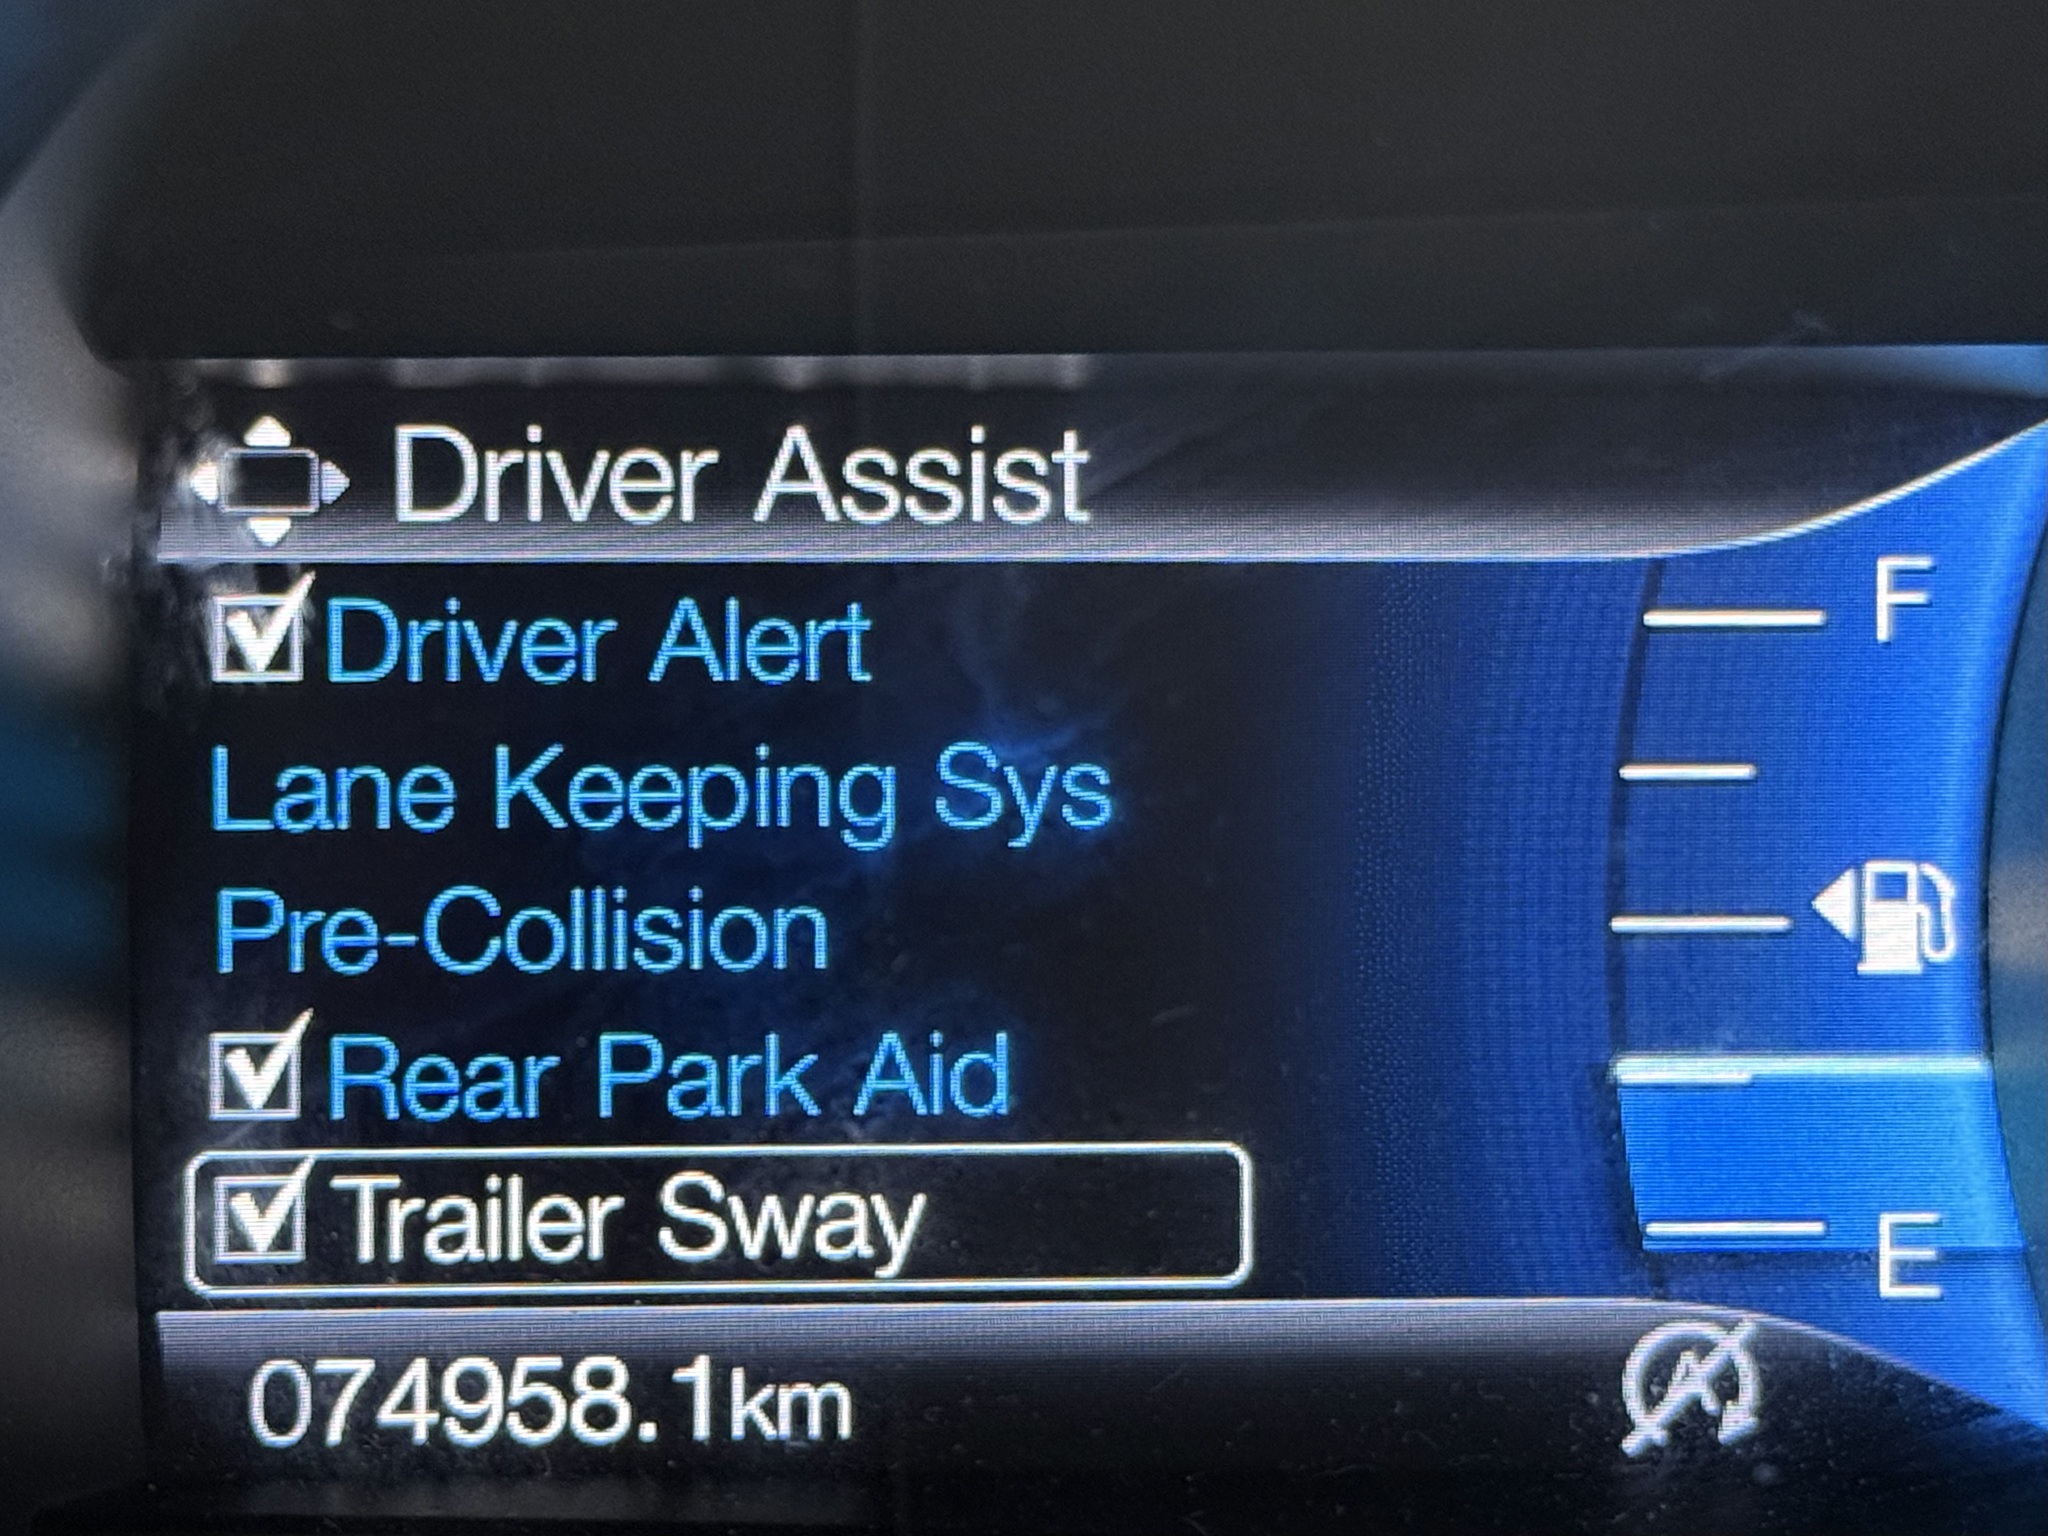 Driver Assist
Driver Alert
Lane Keeping Sys
Pre-Collision
Rear Park Aid
Trailer Sway
F
E
074958.1km
A